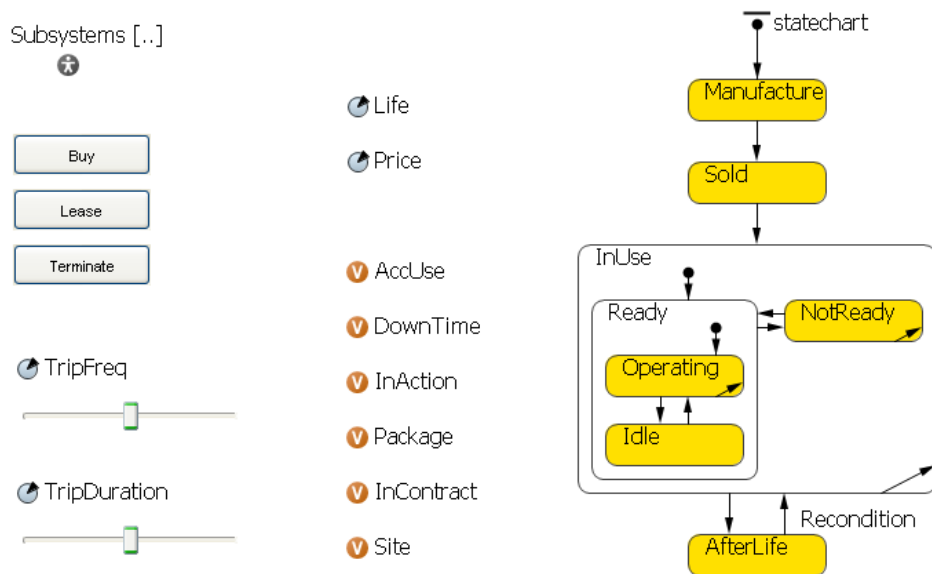 Subsystems [..]
Buy
Lease
Terminate
TripFreq
TripDuration
Life
Price
AccUse
DownTime
InAction
Package
InContract
Site
statechart
Manufacture
Sold
InUse
Ready
NotReady
Operating
Idle
Recondition
AfterLife